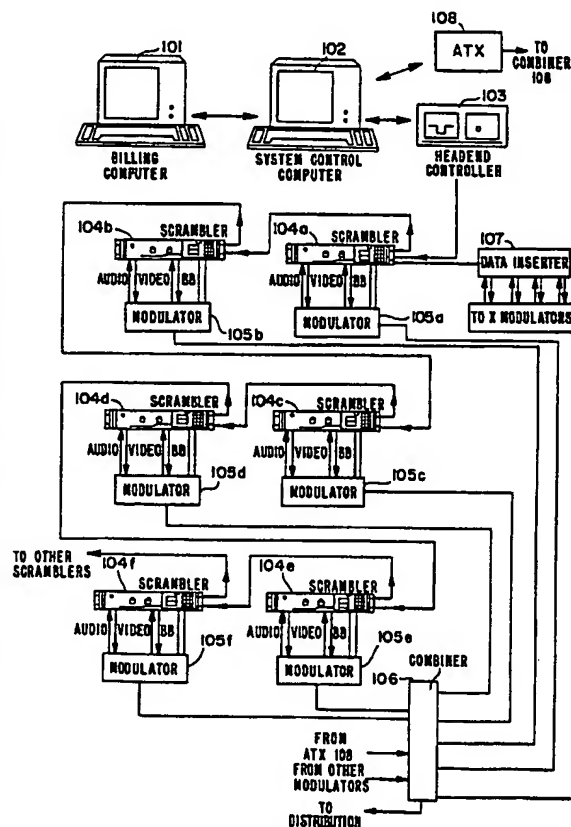 101
102
108
ATX
TO
COMBINER
106
103
BILLING
COMPUTER
SYSTEM CONTROL
COMPUTER
HEADEND
CONTROLLER
104b
SCRAMBLER
104a
SCRAMBLER
107
DATA INSERTER
AUDIO
VIDEO
BB
AUDIO
VIDEO
BB
MODULATOR
105b
MODULATOR
105a
TO X MODULATORS
104d
SCRAMBLER
104c
SCRAMBLER
AUDIO
VIDEO
BB
AUDIO
VIDEO
BB
MODULATOR
105d
MODULATOR
105c
TO OTHER
SCRAMBLERS
104f
SCRAMBLER
104e
SCRAMBLER
AUDIO
VIDEO
BB
AUDIO
VIDEO
BB
MODULATOR
105f
MODULATOR
105e
106
COMBINER
FROM
ATX 108
FROM OTHER
MODULATORS
TO
DISTRIBUTION